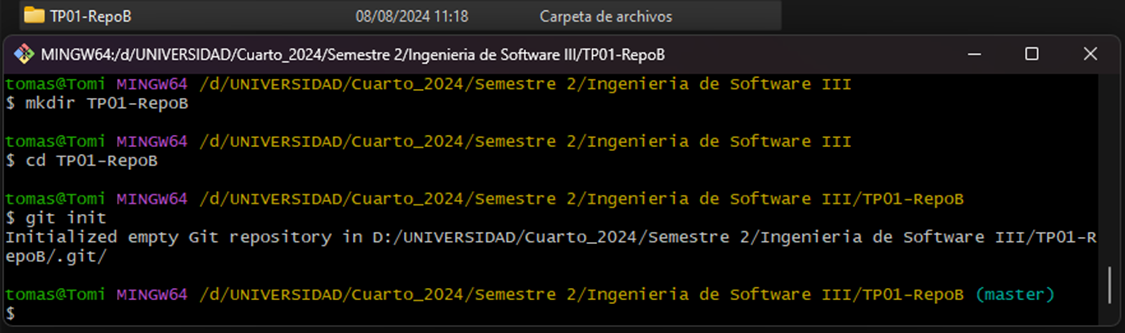 TP01-RepoB 08/08/2024 11:18 Carpeta de archivos
MINGW64:/d/UNIVERSIDAD/Cuarto_2024/Semestre 2/Ingenieria de Software III/TP01-RepoB
tomas@Tomi MINGW64 /d/UNIVERSIDAD/Cuarto_2024/Semestre 2/Ingenieria de Software III
$ mkdir TP01-RepoB
tomas@Tomi MINGW64 /d/UNIVERSIDAD/Cuarto_2024/Semestre 2/Ingenieria de Software III
$ cd TP01-RepoB
tomas@Tomi MINGW64 /d/UNIVERSIDAD/Cuarto_2024/Semestre 2/Ingenieria de Software III/TP01-RepoB
$ git init
Initialized empty Git repository in D:/UNIVERSIDAD/Cuarto_2024/Semestre 2/Ingenieria de Software III/TP01-R
epoB/.git/
tomas@Tomi MINGW64 /d/UNIVERSIDAD/Cuarto_2024/Semestre 2/Ingenieria de Software III/TP01-RepoB (master)
$